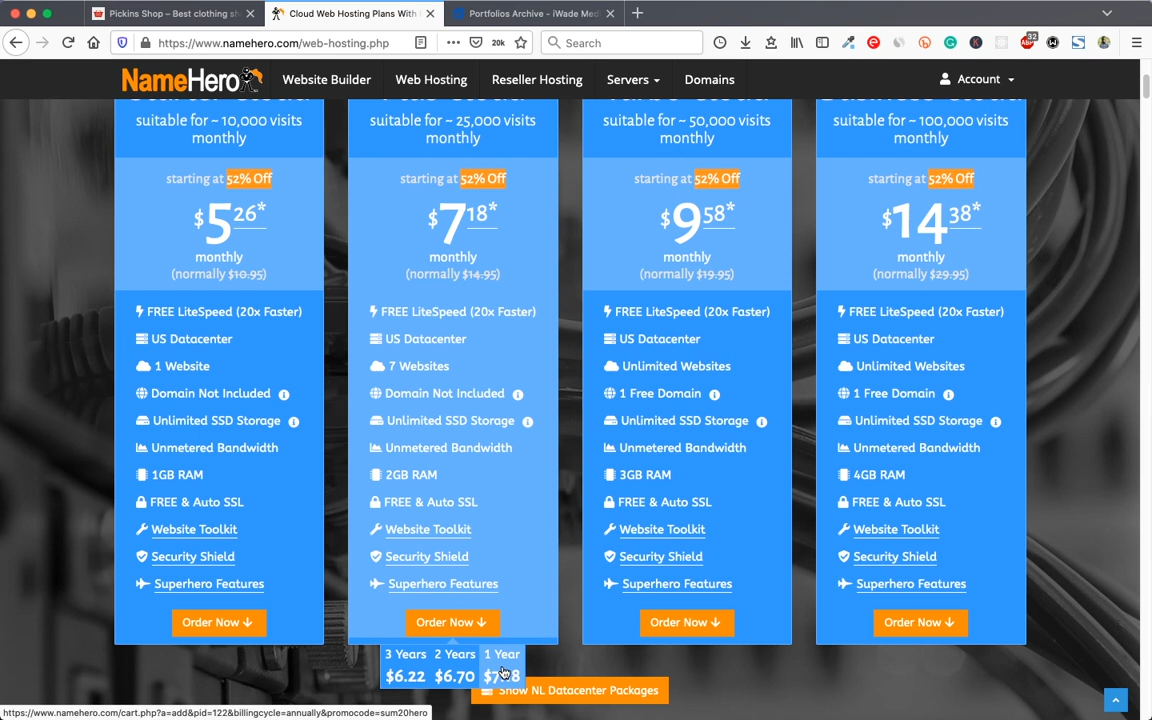 Pickins Shop – Best clothing sh
Cloud Web Hosting Plans With
Portfolios Archive - iWade Med
https://www.namehero.com/web-hosting.php
20k
Search
32
NameHero
Website Builder
Web Hosting
Reseller Hosting
Servers
Domains
Account
suitable for ~ 10,000 visits
monthly
starting at 52% Off
$5 26*
monthly
(normally $10.95)
FREE LiteSpeed (20x Faster)
US Datacenter
1 Website
Domain Not Included
Unlimited SSD Storage
Unmetered Bandwidth
1GB RAM
FREE & Auto SSL
Website Toolkit
Security Shield
Superhero Features
Order Now
suitable for ~ 25,000 visits
monthly
starting at 52% Off
$7 18*
monthly
(normally $14.95)
FREE LiteSpeed (20x Faster)
US Datacenter
7 Websites
Domain Not Included
Unlimited SSD Storage
Unmetered Bandwidth
2GB RAM
FREE & Auto SSL
Website Toolkit
Security Shield
Superhero Features
Order Now
3 Years 2 Years 1 Year
$6.22 $6.70
suitable for ~ 50,000 visits
monthly
starting at 52% Off
$9 58*
monthly
(normally $19.95)
FREE LiteSpeed (20x Faster)
US Datacenter
Unlimited Websites
1 Free Domain
Unlimited SSD Storage
Unmetered Bandwidth
3GB RAM
FREE & Auto SSL
Website Toolkit
Security Shield
Superhero Features
Order Now
suitable for ~ 100,000 visits
monthly
starting at 52% Off
$14 38*
monthly
(normally $29.95)
FREE LiteSpeed (20x Faster)
US Datacenter
Unlimited Websites
1 Free Domain
Unlimited SSD Storage
Unmetered Bandwidth
4GB RAM
FREE & Auto SSL
Website Toolkit
Security Shield
Superhero Features
Order Now
Show NL Datacenter Packages
https://www.namehero.com/cart.php?a=add&pid=122&billingcycle=annually&promocode=sum20hero